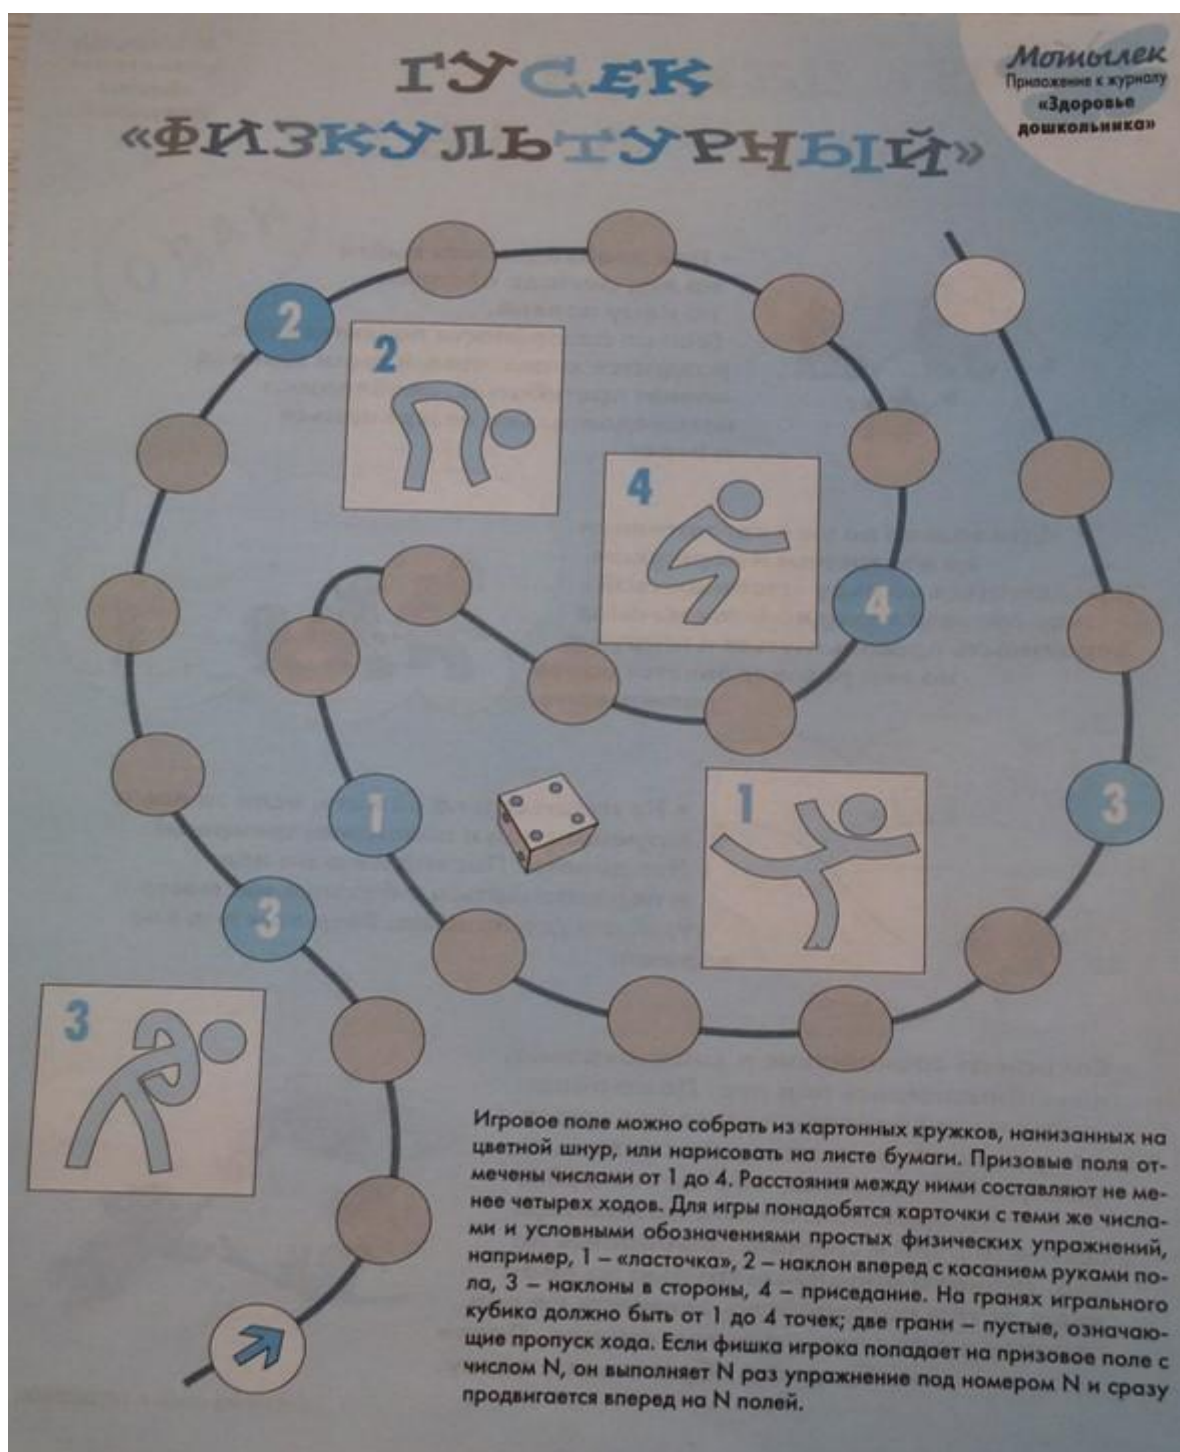 ГУСЕК
«ФИЗКУЛЬТУРНЫЙ»
Мотылек
Приложение к журналу
«Здоровье
дошкольника»
2
2
4
4
1
1
3
3
3
Игровое поле можно собрать из картонных кружков, нанизанных на
цветной шнур, или нарисовать на листе бумаги. Призовые поля от-
мечены числами от 1 до 4. Расстояния между ними составляют не ме-
нее четырех ходов. Для игры понадобятся карточки с теми же числа-
ми и условными обозначениями простых физических упражнений,
например, 1 – «ласточка», 2 – наклон вперед с касанием руками по-
ла, 3 – наклоны в стороны, 4 – приседание. На гранях игрального
кубика должно быть от 1 до 4 точек; две грани – пустые, означаю-
щие пропуск хода. Если фишка игрока попадает на призовое поле с
числом N, он выполняет N раз упражнение под номером N и сразу
продвигается вперед на N полей.